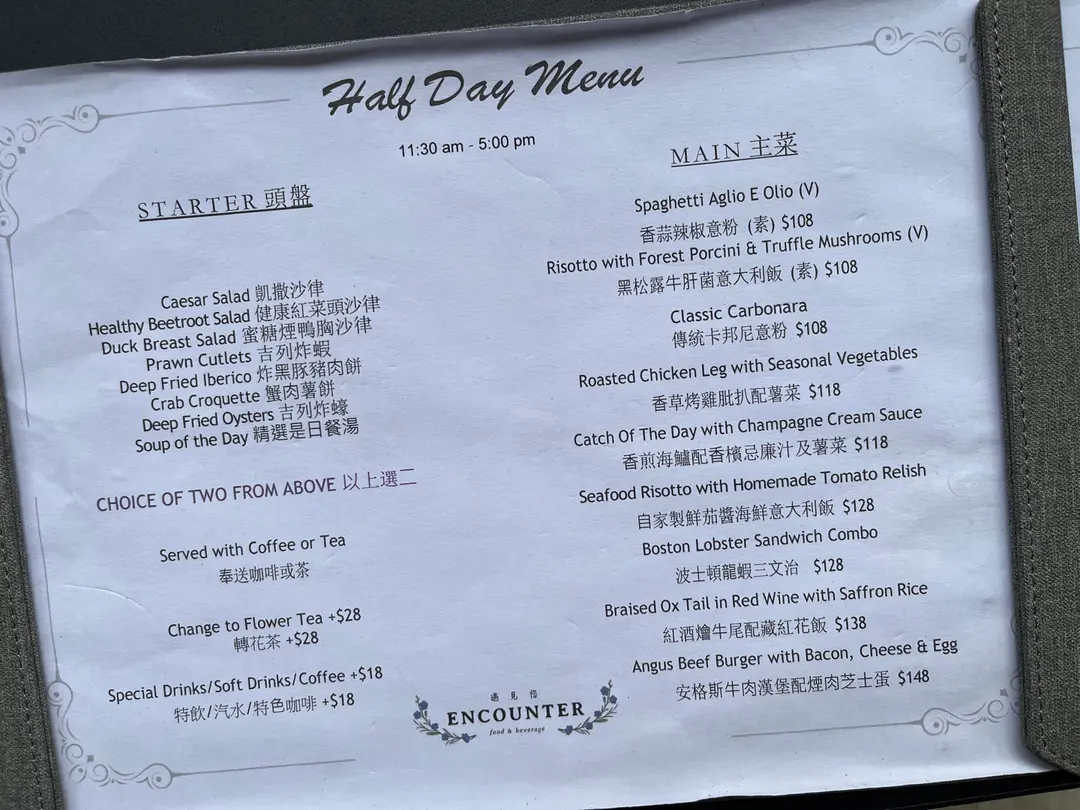 Half Day Menu
11:30 am - 5:00 pm
STARTER 頭盤
Caesar Salad 凱撒沙律
Healthy Beetroot Salad 健康紅菜頭沙律
Duck Breast Salad 蜜糖煙鴨胸沙律
Prawn Cutlets 吉列炸蝦
Deep Fried Iberico 炸黑豚豬肉餅
Crab Croquette 蟹肉薯餅
Deep Fried Oysters 吉列炸蠔
Soup of the Day 精選是日餐湯
CHOICE OF TWO FROM ABOVE 以上選二
Served with Coffee or Tea
奉送咖啡或茶
Change to Flower Tea +$28
轉花茶 +$28
Special Drinks/Soft Drinks/Coffee +$18
特飲/汽水/特色咖啡 +$18
MAIN 主菜
Spaghetti Aglio E Olio (V)
香蒜辣椒意粉 (素) $108
Risotto with Forest Porcini & Truffle Mushrooms (V)
黑松露牛肝菌意大利飯 (素) $108
Classic Carbonara
傳統卡邦尼意粉 $108
Roasted Chicken Leg with Seasonal Vegetables
香草烤雞肶扒配薯菜 $118
Catch Of The Day with Champagne Cream Sauce
香煎海鱸配香檳忌廉汁及薯菜 $118
Seafood Risotto with Homemade Tomato Relish
自家製鮮茄醬海鮮意大利飯 $128
Boston Lobster Sandwich Combo
波士頓龍蝦三文治 $128
Braised Ox Tail in Red Wine with Saffron Rice
紅酒燴牛尾配藏紅花飯 $138
Angus Beef Burger with Bacon, Cheese & Egg
安格斯牛肉漢堡配煙肉芝士蛋 $148
遇見
ENCOUNTER
food & beverage